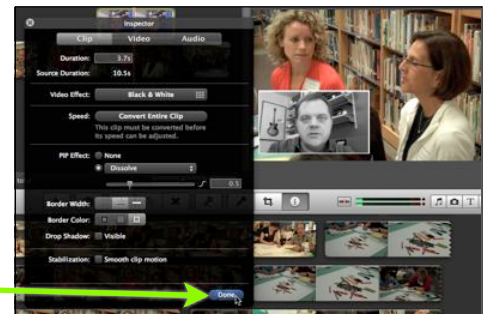 Inspector
Clip Video Audio
Duration: 3.7s
Source Duration: 10.5s
Video Effect: Black & White
Speed: Convert Entire Clip
This clip must be converted before
its speed can be adjusted.
PIP Effect: None
Dissolve
0.5
Border Width:
Border Color:
Drop Shadow: Visible
Stabilization: Smooth clip motion
Done
T